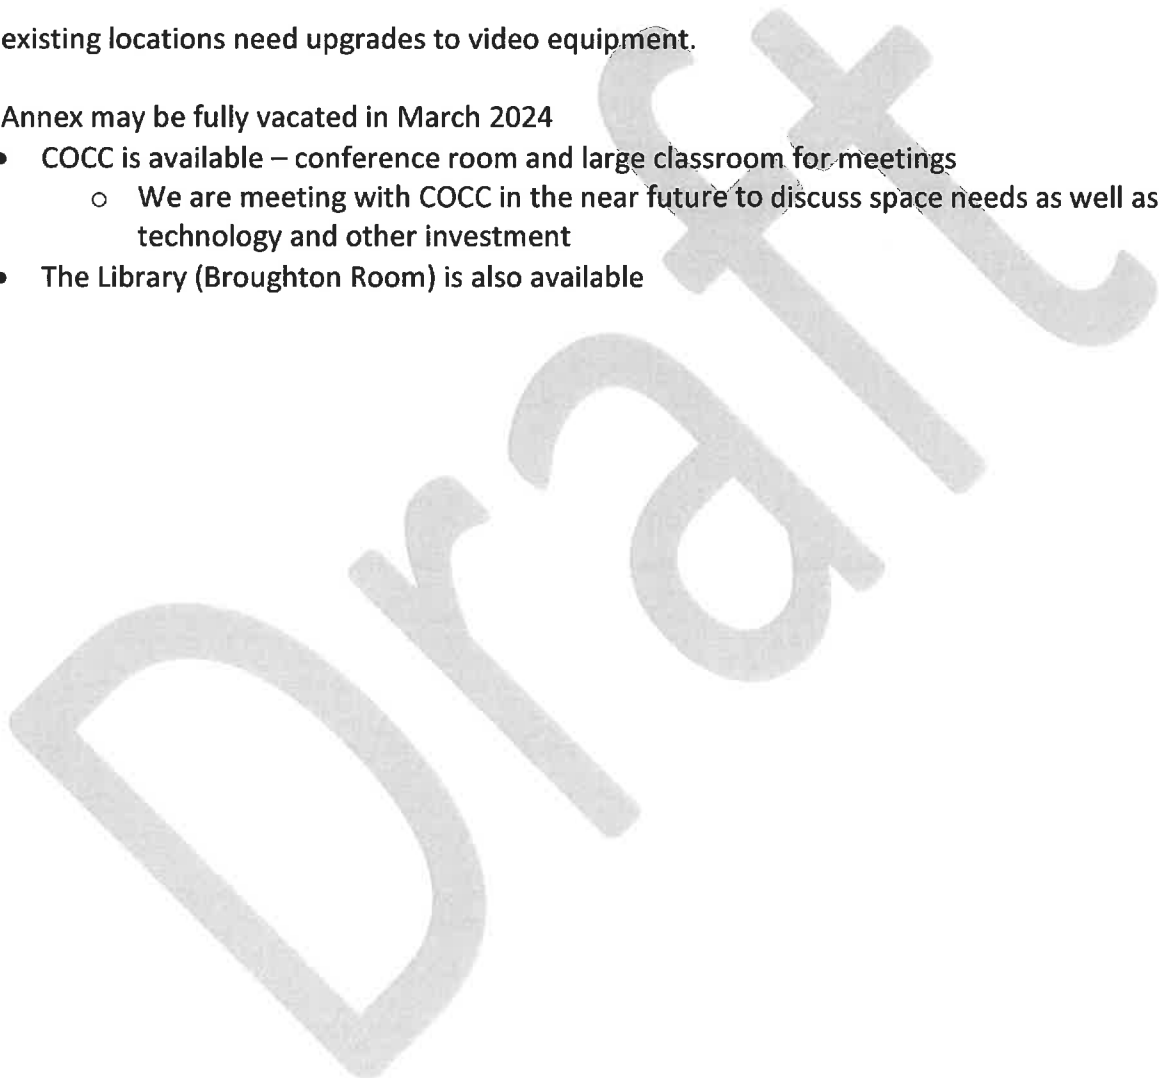 existing locations need upgrades to video equipment.
Annex may be fully vacated in March 2024
• COCC is available – conference room and large classroom for meetings
o We are meeting with COCC in the near future to discuss space needs as well as
technology and other investment
• The Library (Broughton Room) is also available
Draft